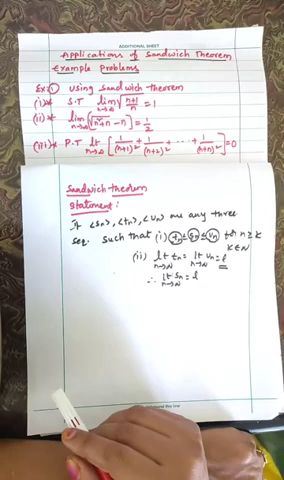 ADDITIONAL SHEET
Applications of Sandwich Theorem
Example Problems
Ex:① Using Sandwich theorem
(i)* S.T lim n→∞ √(n+1/n) = 1
(ii)* lim n→∞ [√(n²+n) - n] = 1/2
(iii)* P.T lt n→∞ [1/(n+1)² + 1/(n+2)² + ---- + 1/(n+n)²] = 0
Sandwich theorem
Statement:
If <Sn>, <tn>, <Un> are any three
seq. such that (i) tn ≤ Sn ≤ Un for n ≥ K
K∈N
(ii) lt n→∞ tn = lt n→∞ Un = l
∴ lt n→∞ Sn = l